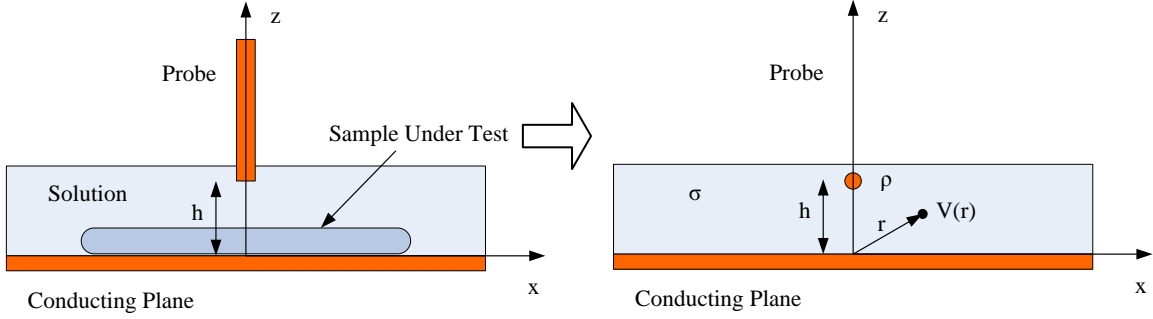 z
Probe
Sample Under Test
Solution
h
x
Conducting Plane
z
Probe
ρ
σ
h
V(r)
r
x
Conducting Plane